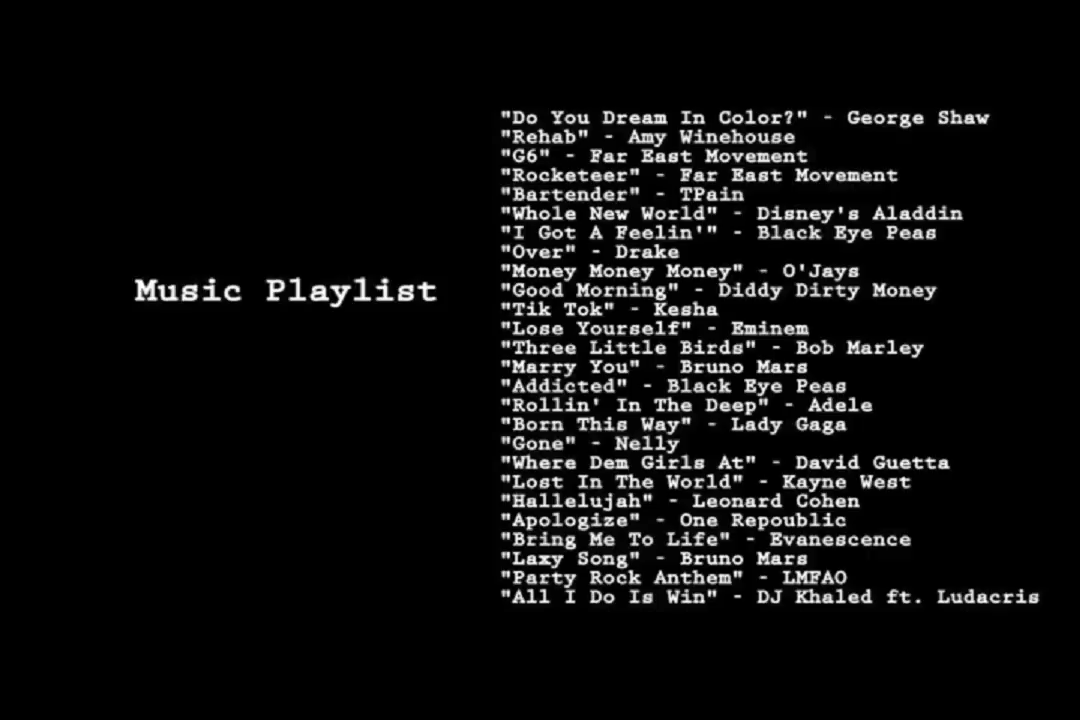 Music Playlist
"Do You Dream In Color?" - George Shaw
"Rehab" - Amy Winehouse
"G6" - Far East Movement
"Rocketeer" - Far East Movement
"Bartender" - TPain
"Whole New World" - Disney's Aladdin
"I Got A Feelin'" - Black Eye Peas
"Over" - Drake
"Money Money Money" - O'Jays
"Good Morning" - Diddy Dirty Money
"Tik Tok" - Kesha
"Lose Yourself" - Eminem
"Three Little Birds" - Bob Marley
"Marry You" - Bruno Mars
"Addicted" - Black Eye Peas
"Rollin' In The Deep" - Adele
"Born This Way" - Lady Gaga
"Gone" - Nelly
"Where Dem Girls At" - David Guetta
"Lost In The World" - Kayne West
"Hallelujah" - Leonard Cohen
"Apologize" - One Repoublic
"Bring Me To Life" - Evanescence
"Laxy Song" - Bruno Mars
"Party Rock Anthem" - LMFAO
"All I Do Is Win" - DJ Khaled ft. Ludacris